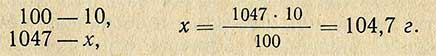 100 — 10,
1047 — x,
x = 1047 · 10 / 100 = 104,7 г.